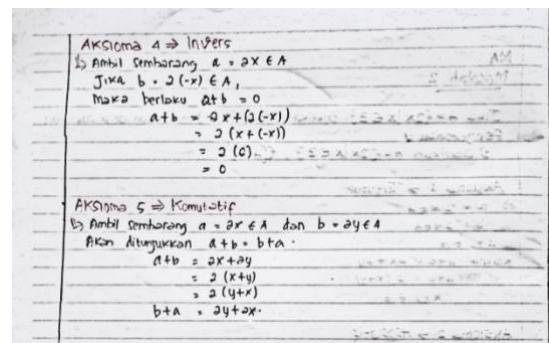 Aksioma 4 ⇒ Invers
↳ Ambil sembarang a = 2x ∈ A
Jika b = 2(-x) ∈ A,
maka berlaku a+b = 0
a+b = 2x+(2(-x))
= 2 (x+(-x))
= 2 (0)
= 0
Aksioma 5 ⇒ Komutatif
↳ Ambil sembarang a = 2x ∈ A dan b = 2y ∈ A
Akan ditunjukkan a+b = b+a.
a+b = 2x+2y
= 2 (x+y)
= 2 (y+x)
b+a = 2y+2x.